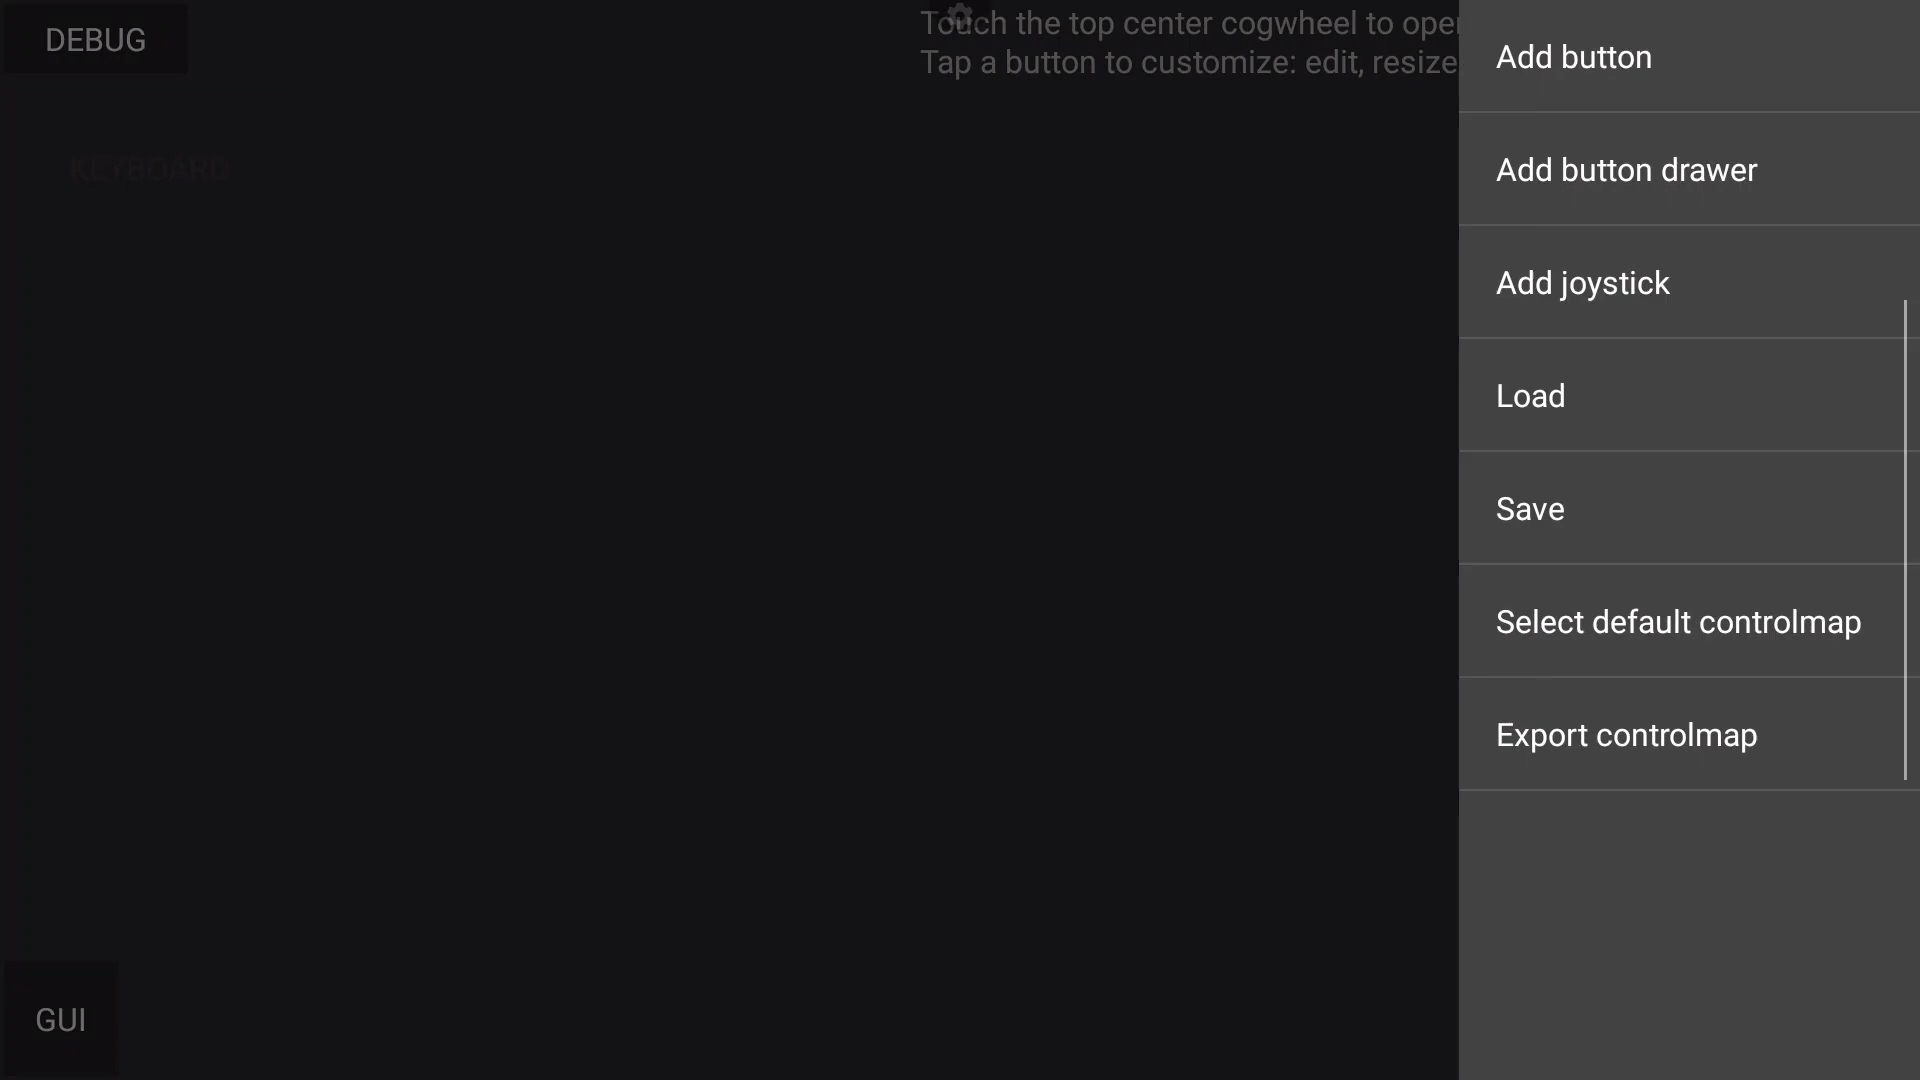 DEBUG
Touch the top center cogwheel to oper
Tap a button to customize: edit, resize
KEYBOARD
GUI
Add button
Add button drawer
Add joystick
Load
Save
Select default controlmap
Export controlmap